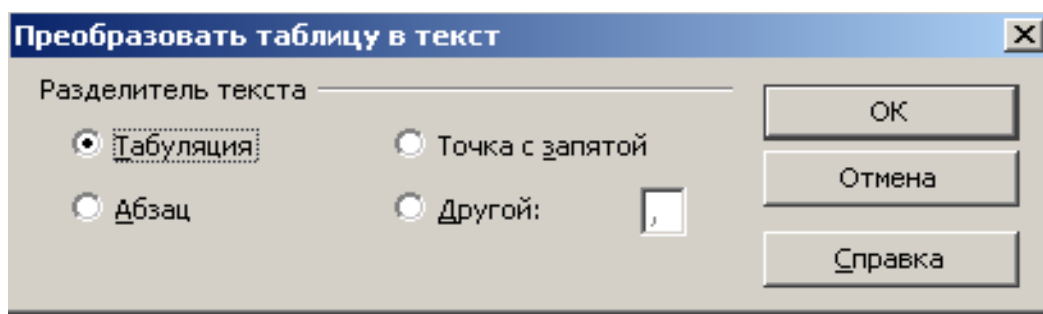 Преобразовать таблицу в текст
Разделитель текста
Табуляция
Точка с запятой
Абзац
Другой: ,
ОК
Отмена
Справка